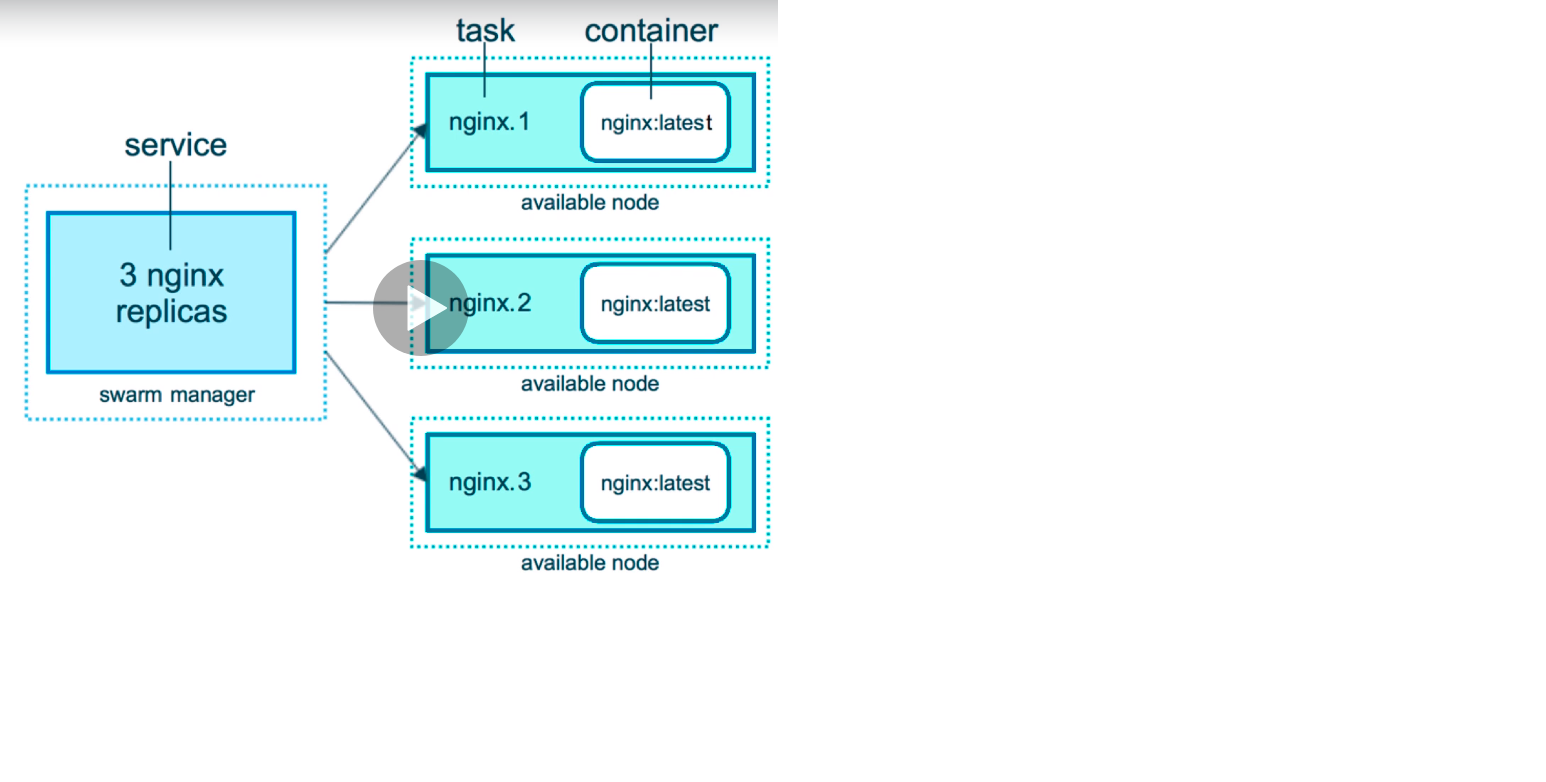 task
container
nginx.1
nginx:latest
available node
service
3 nginx
replicas
swarm manager
nginx.2
nginx:latest
available node
nginx.3
nginx:latest
available node